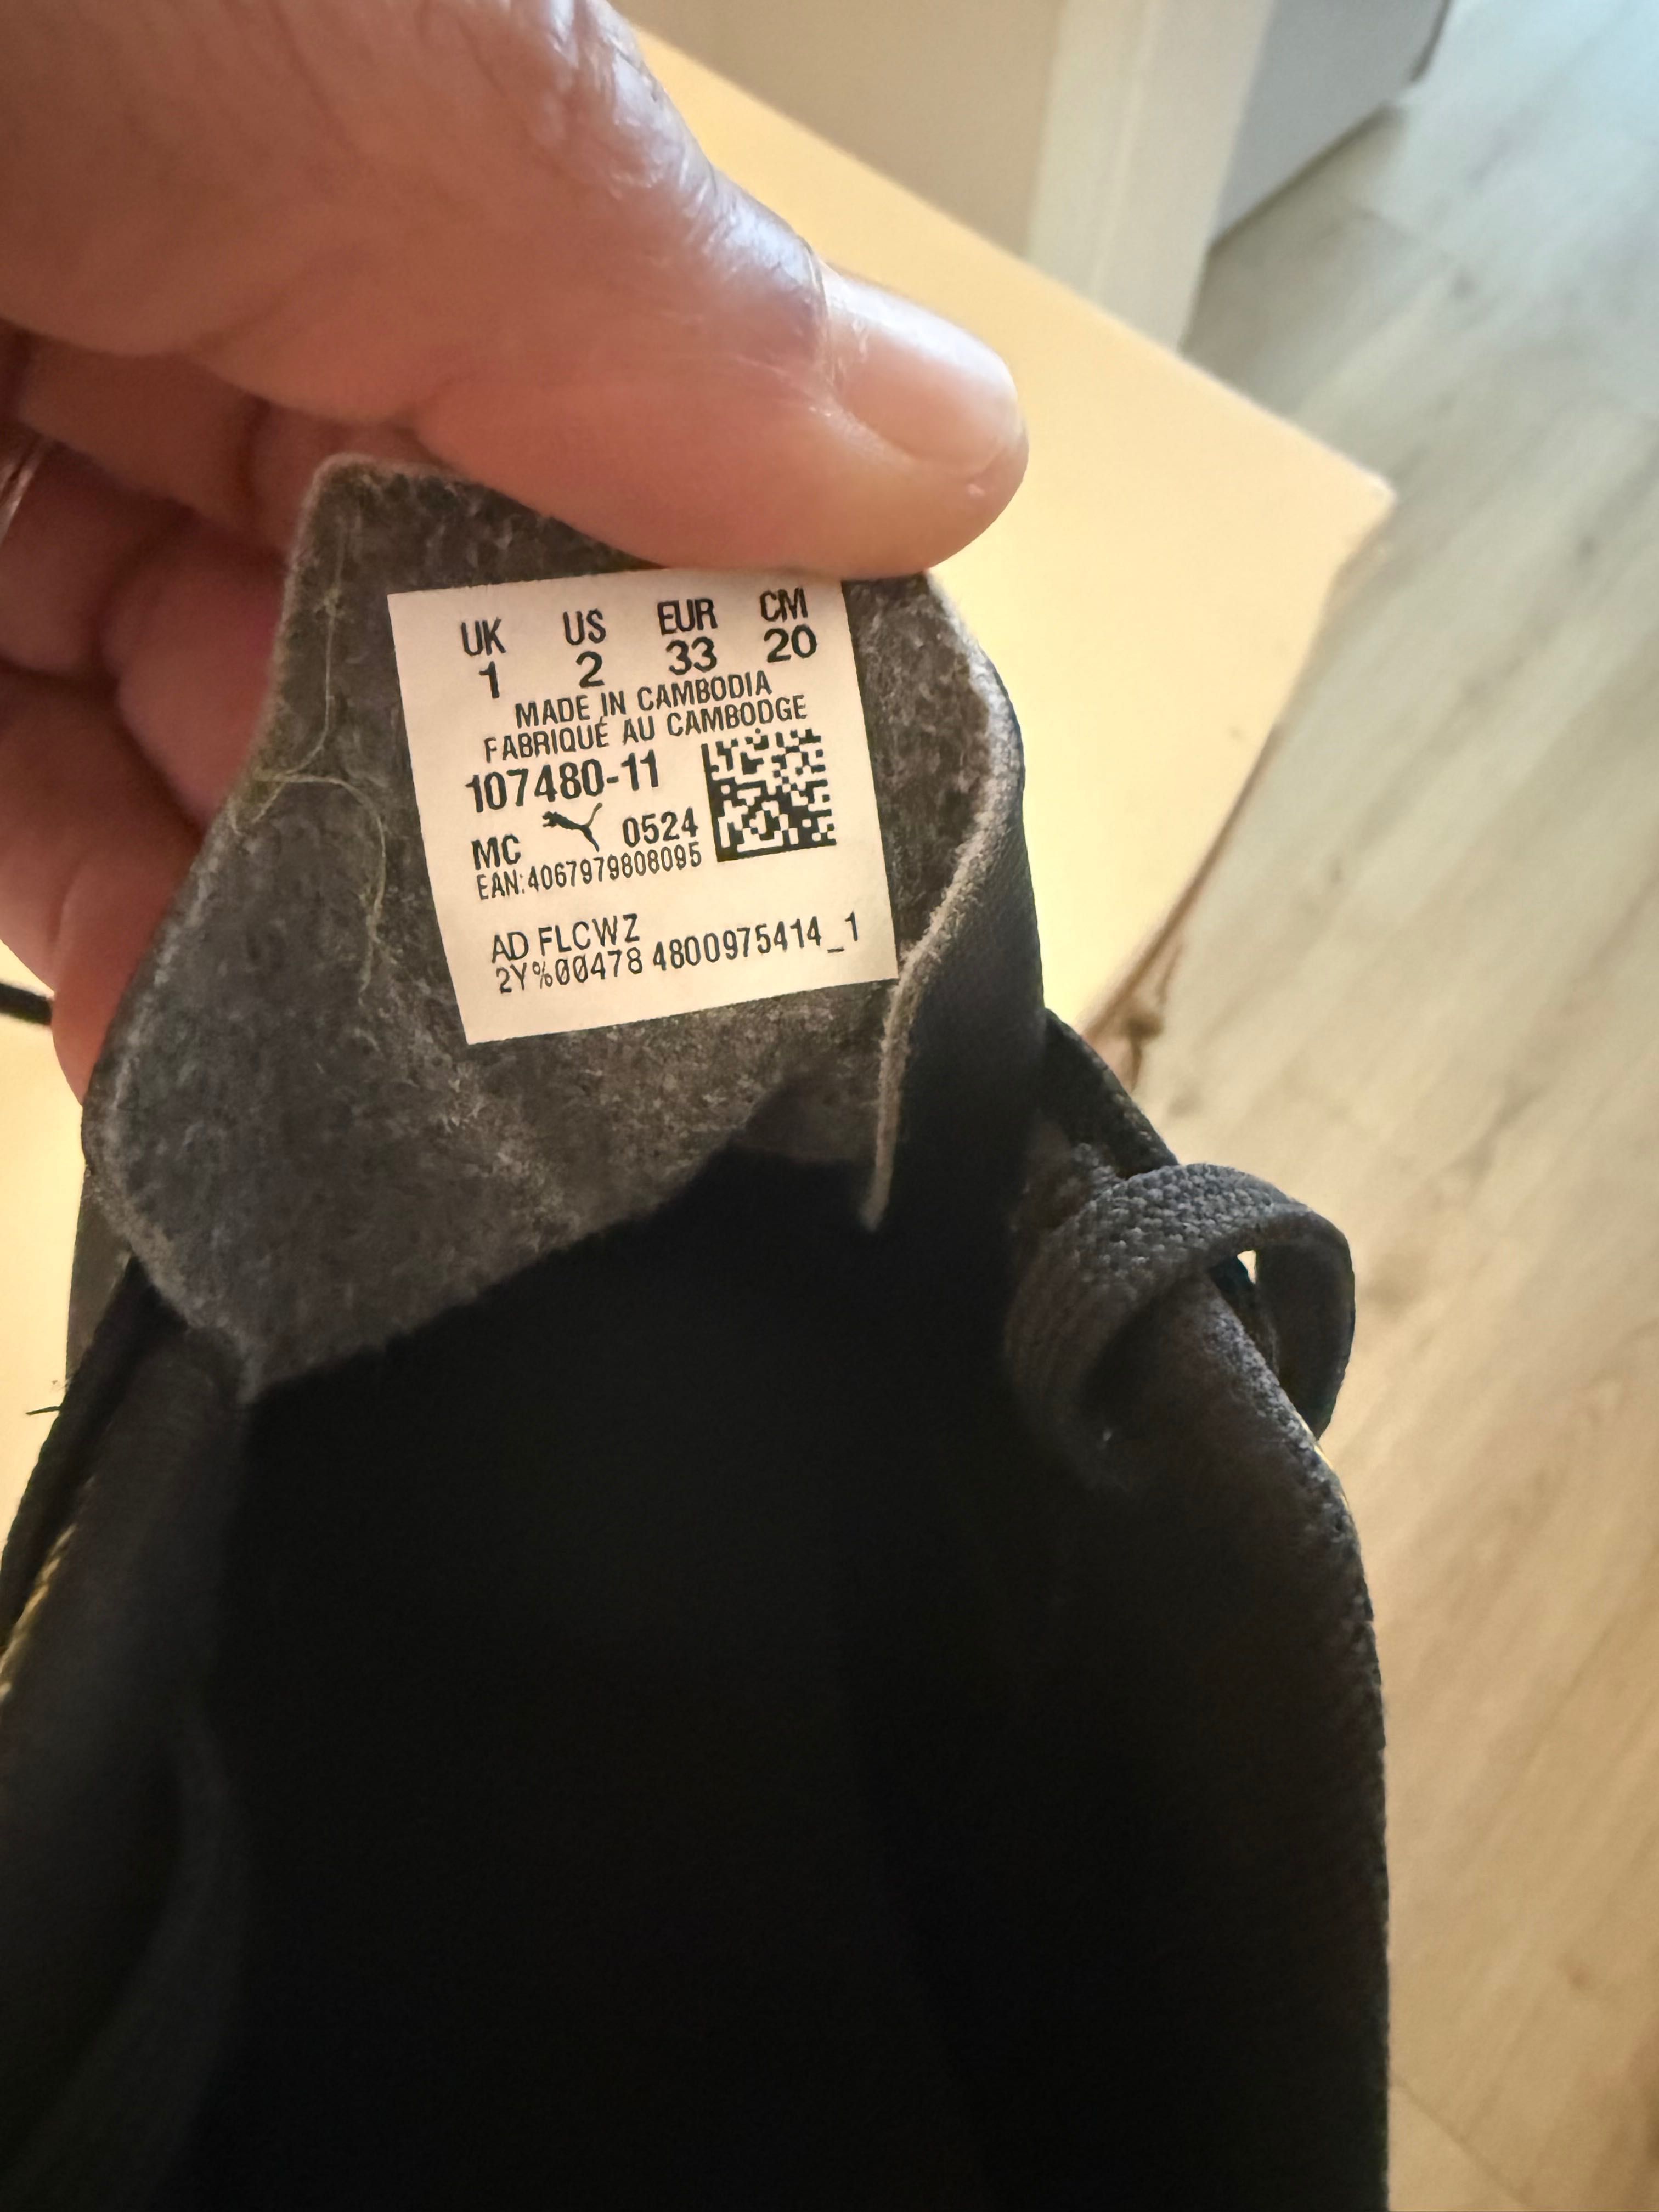 UK US EUR CM
1 2 33 20
MADE IN CAMBODIA
FABRIQUÉ AU CAMBODGE
107480-11
MC 0524
EAN:4067979808095
AD FLCWZ
2Y%00478 4800975414_1